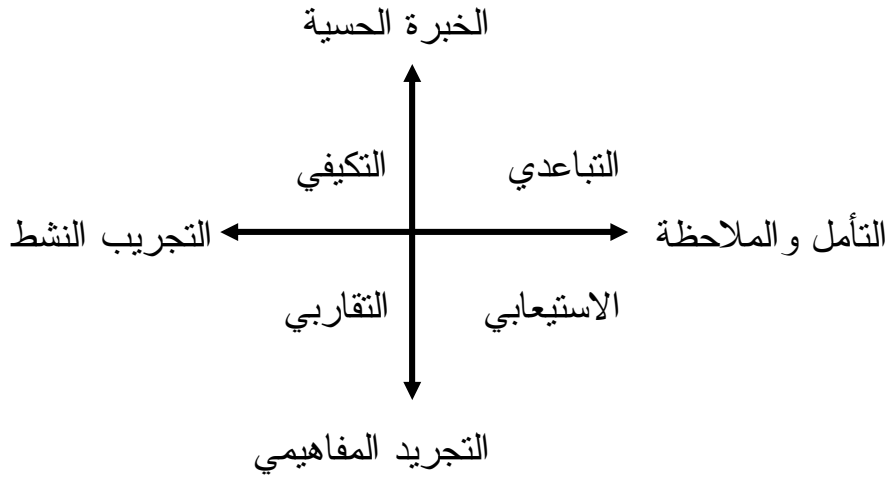 الخبرة الحسية
التباعدي
التكيفي
التأمل والملاحظة
التجريب النشط
الاستيعابي
التقاربي
التجريد المفاهيمي